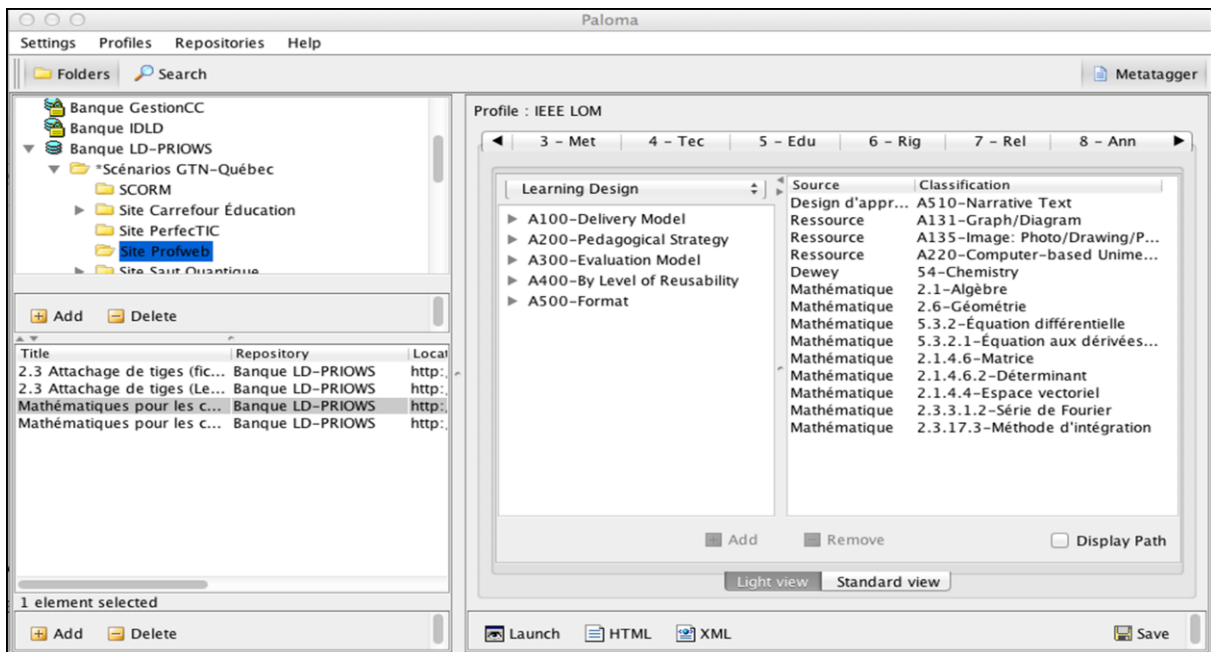 Paloma
Settings Profiles Repositories Help
Folders Search Metatagger
Banque GestionCC
Banque IDLD
Banque LD-PRIOWS
*Scénarios GTN-Québec
SCORM
Site Carrefour Éducation
Site PerfecTIC
Site Profweb
Site Saut Quantique
Add Delete
Title Repository Locat
2.3 Attachage de tiges (fic... Banque LD-PRIOWS http:
2.3 Attachage de tiges (Le... Banque LD-PRIOWS http:
Mathématiques pour les c... Banque LD-PRIOWS http:
Mathématiques pour les c... Banque LD-PRIOWS http:
1 element selected
Add Delete
Profile : IEEE LOM
3 - Met 4 - Tec 5 - Edu 6 - Rig 7 - Rel 8 - Ann
Learning Design
A100-Delivery Model
A200-Pedagogical Strategy
A300-Evaluation Model
A400-By Level of Reusability
A500-Format
Source Classification
Design d'appr... A510-Narrative Text
Ressource A131-Graph/Diagram
Ressource A135-Image: Photo/Drawing/P...
Ressource A220-Computer-based Unime...
Dewey 54-Chemistry
Mathématique 2.1-Algèbre
Mathématique 2.6-Géométrie
Mathématique 5.3.2-Équation différentielle
Mathématique 5.3.2.1-Équation aux dérivées...
Mathématique 2.1.4.6-Matrice
Mathématique 2.1.4.6.2-Déterminant
Mathématique 2.1.4.4-Espace vectoriel
Mathématique 2.3.3.1.2-Série de Fourier
Mathématique 2.3.17.3-Méthode d'intégration
Add Remove Display Path
Light view Standard view
Launch HTML XML Save